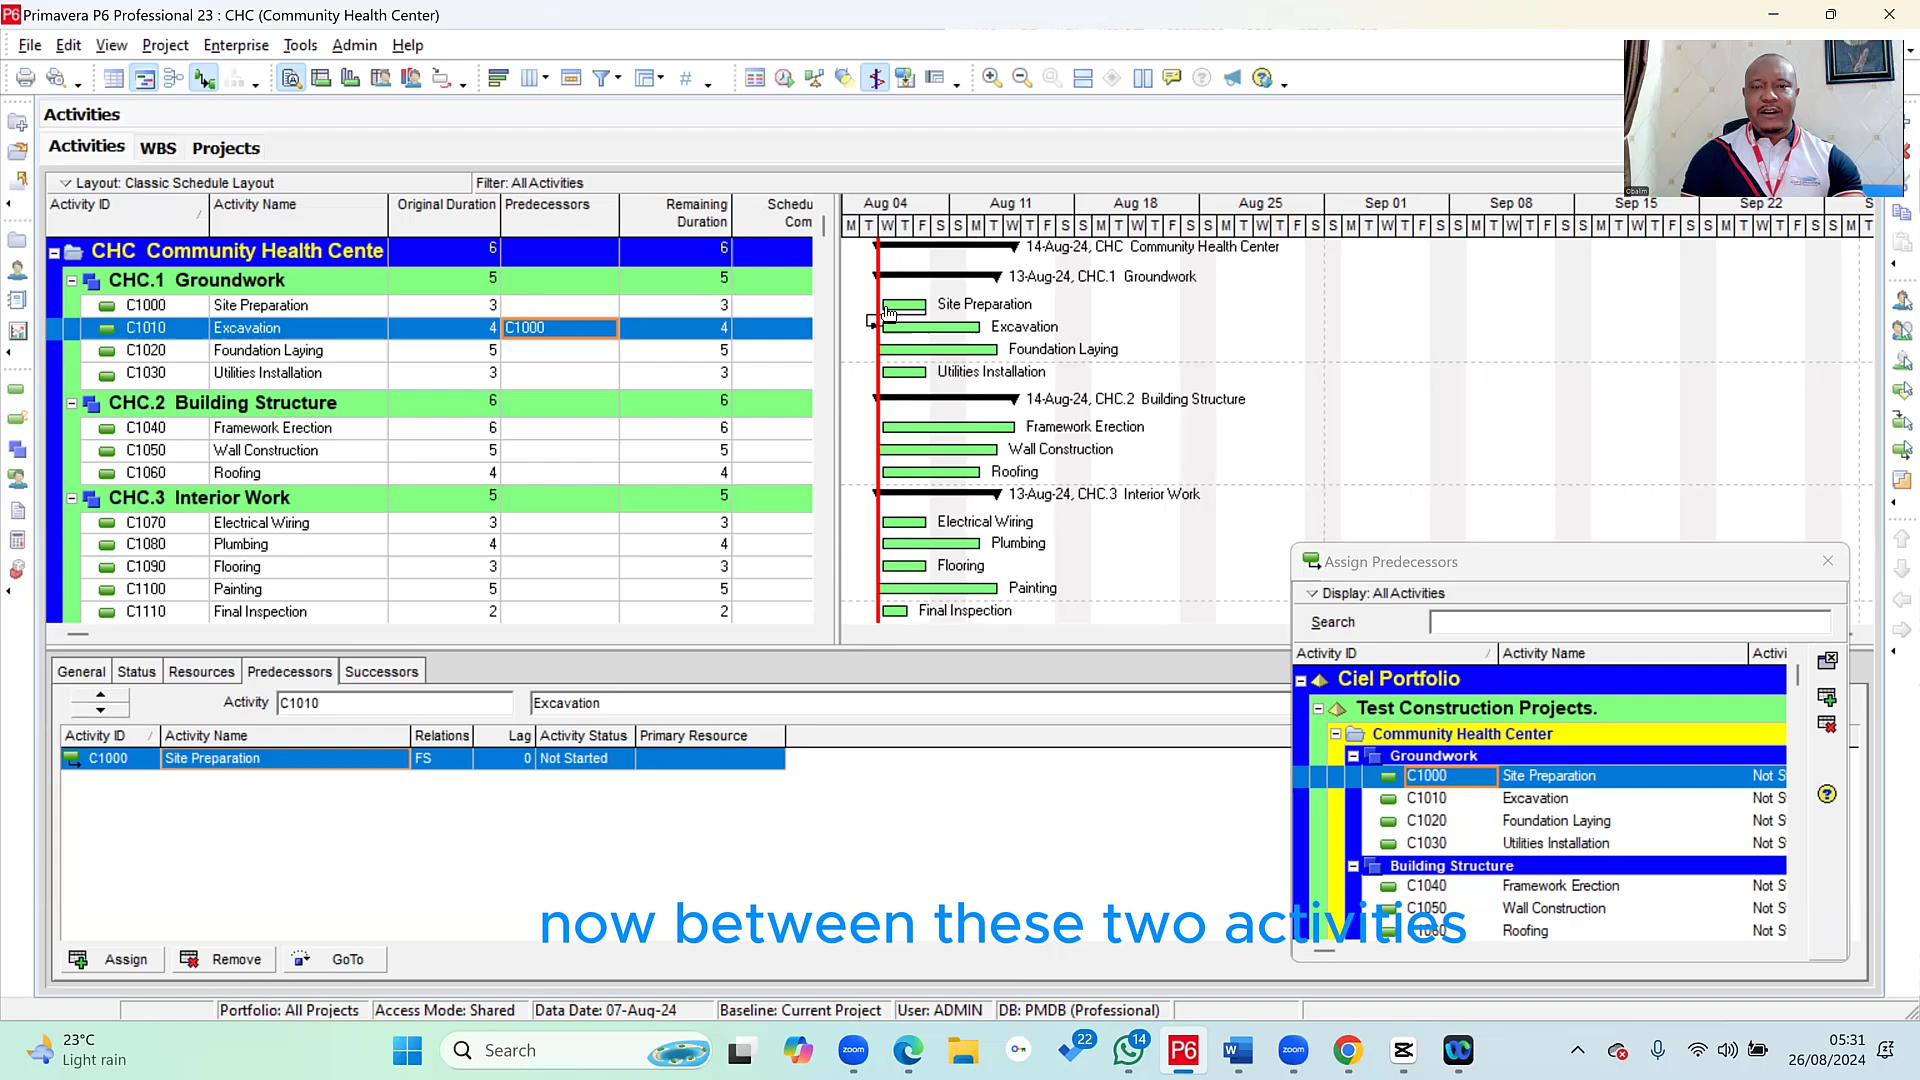 Primavera P6 Professional 23 : CHC (Community Health Center)
File Edit View Project Enterprise Tools Admin Help
Activities
Activities WBS Projects
Layout: Classic Schedule Layout Filter: All Activities
Activity ID Activity Name Original Duration Predecessors Remaining Duration Schedu Com
Aug 04 Aug 11 Aug 18 Aug 25 Sep 01 Sep 08 Sep 15 Sep 22
M T W T F S S M T W T F S S M T W T F S S M T W T F S S M T W T F S S M T W T F S S M T W T F S S M T W T F S S M T
CHC Community Health Cente 6 6 14-Aug-24, CHC Community Health Center
CHC.1 Groundwork 5 5 13-Aug-24, CHC.1 Groundwork
C1000 Site Preparation 3 3 Site Preparation
C1010 Excavation 4 C1000 4 Excavation
C1020 Foundation Laying 5 5 Foundation Laying
C1030 Utilities Installation 3 3 Utilities Installation
CHC.2 Building Structure 6 6 14-Aug-24, CHC.2 Building Structure
C1040 Framework Erection 6 6 Framework Erection
C1050 Wall Construction 5 5 Wall Construction
C1060 Roofing 4 4 Roofing
CHC.3 Interior Work 5 5 13-Aug-24, CHC.3 Interior Work
C1070 Electrical Wiring 3 3 Electrical Wiring
C1080 Plumbing 4 4 Plumbing
C1090 Flooring 3 3 Flooring
C1100 Painting 5 5 Painting
C1110 Final Inspection 2 2 Final Inspection
General Status Resources Predecessors Successors
Activity C1010 Excavation
Activity ID Activity Name Relations Lag Activity Status Primary Resource
C1000 Site Preparation FS 0 Not Started
Assign Remove GoTo
Assign Predecessors
Display: All Activities
Search
Activity ID Activity Name Activi
Ciel Portfolio
Test Construction Projects.
Community Health Center
Groundwork
C1000 Site Preparation Not S
C1010 Excavation Not S
C1020 Foundation Laying Not S
C1030 Utilities Installation Not S
Building Structure
C1040 Framework Erection Not S
C1050 Wall Construction Not S
C1060 Roofing Not S
now between these two activities
Portfolio: All Projects Access Mode: Shared Data Date: 07-Aug-24 Baseline: Current Project User: ADMIN DB: PMDB (Professional)
23°C
Light rain
Search
22
14
zoom
P6
zoom
05:31
26/08/2024